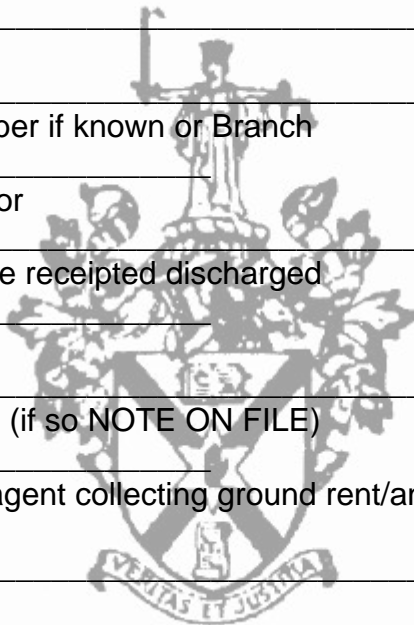 ber if known or Branch
or
e receipted discharged
(if so NOTE ON FILE)
agent collecting ground rent/ar
VERITAS ET JUSTITIA